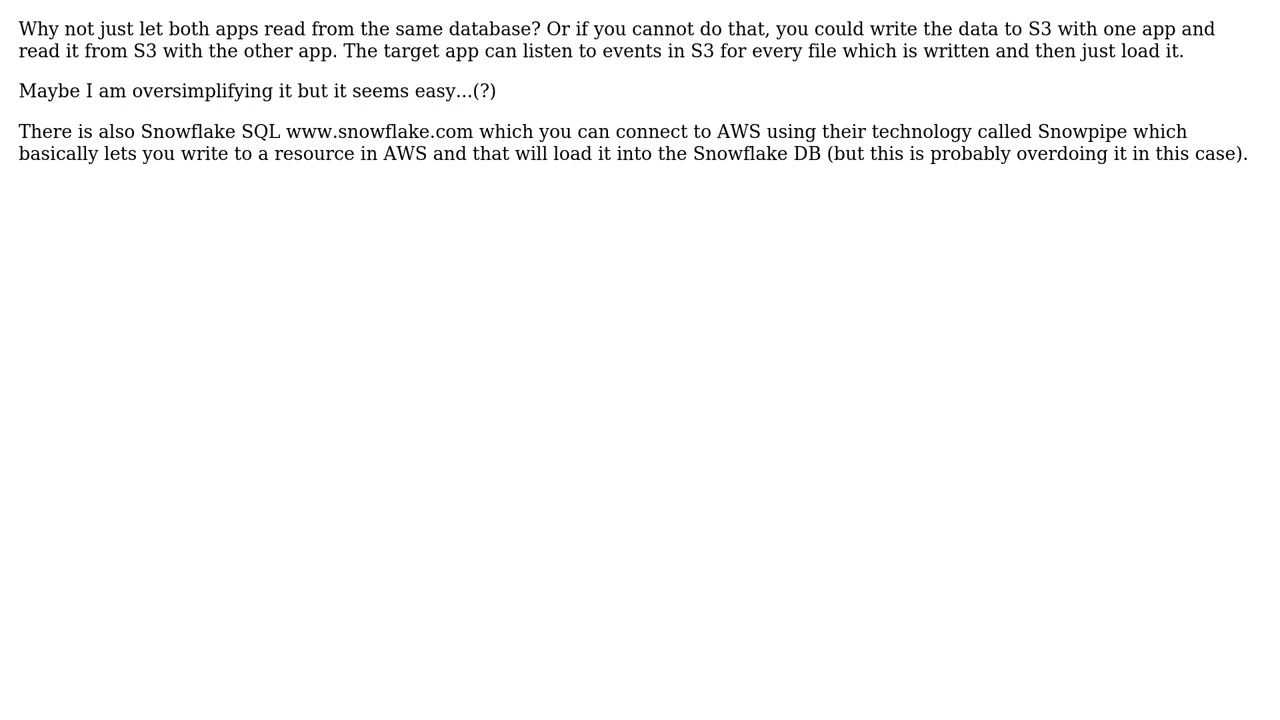 Why not just let both apps read from the same database? Or if you cannot do that, you could write the data to S3 with one app and
read it from S3 with the other app. The target app can listen to events in S3 for every file which is written and then just load it.
Maybe I am oversimplifying it but it seems easy...(?)
There is also Snowflake SQL www.snowflake.com which you can connect to AWS using their technology called Snowpipe which
basically lets you write to a resource in AWS and that will load it into the Snowflake DB (but this is probably overdoing it in this case).